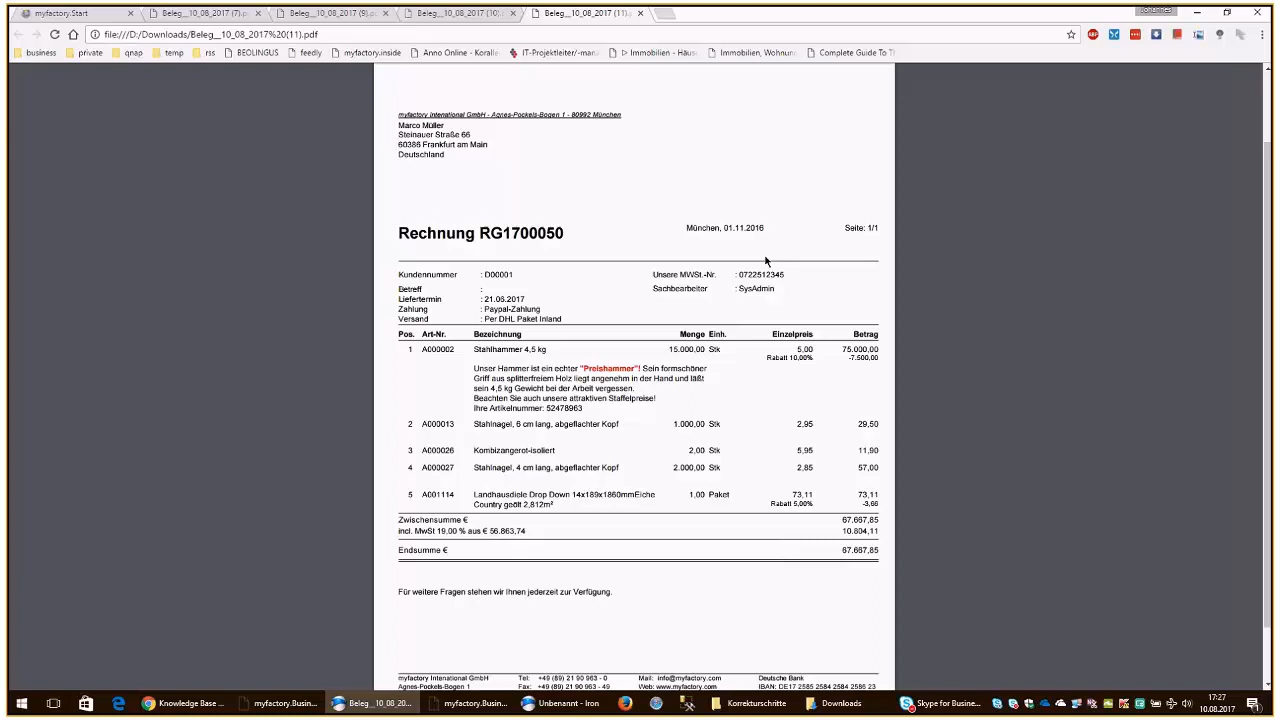 myfactory.Start
Beleg__10_08_2017 (7).p
Beleg__10_08_2017 (9).p
Beleg__10_08_2017 (10).
Beleg__10_08_2017 (11).p
file:///D:/Downloads/Beleg__10_08_2017%20(11).pdf
business private qnap temp rss BEOLINGUS feedly myfactory.inside Anno Online - Koralle IT-Projektleiter/-mana Immobilien - Häus Immobilien, Wohnun Complete Guide To Th
myfactory International GmbH - Agnes-Pockels-Bogen 1 - 80992 München
Marco Müller
Steinauer Straße 66
60386 Frankfurt am Main
Deutschland
Rechnung RG1700050 München, 01.11.2016 Seite: 1/1
Kundennummer : D00001 Unsere MWSt.-Nr. : 0722512345
Betreff : Sachbearbeiter : SysAdmin
Liefertermin : 21.06.2017
Zahlung : Paypal-Zahlung
Versand : Per DHL Paket Inland
Pos. Art-Nr. Bezeichnung Menge Einh. Einzelpreis Betrag
1 A000002 Stahlhammer 4,5 kg 15.000,00 Stk 5,00 75.000,00
Rabatt 10,00% -7.500,00
Unser Hammer ist ein echter "Preishammer"! Sein formschöner
Griff aus splitterfreiem Holz liegt angenehm in der Hand und läßt
sein 4,5 kg Gewicht bei der Arbeit vergessen.
Beachten Sie auch unsere attraktiven Staffelpreise!
Ihre Artikelnummer: 52478963
2 A000013 Stahlnagel, 6 cm lang, abgeflachter Kopf 1.000,00 Stk 2,95 29,50
3 A000026 Kombizangerot-isoliert 2,00 Stk 5,95 11,90
4 A000027 Stahlnagel, 4 cm lang, abgeflachter Kopf 2.000,00 Stk 2,85 57,00
5 A001114 Landhausdiele Drop Down 14x189x1860mmEiche 1,00 Paket 73,11 73,11
Country geölt 2,812m² Rabatt 5,00% -3,66
Zwischensumme € 67.667,85
incl. MwSt 19,00 % aus € 56.863,74 10.804,11
Endsumme € 67.667,85
Für weitere Fragen stehen wir Ihnen jederzeit zur Verfügung.
myfactory International GmbH Tel: +49 (89) 21 90 963 - 0 Mail: info@myfactory.com Deutsche Bank
Agnes-Pockels-Bogen 1 Fax: +49 (89) 21 90 963 - 49 Web: www.myfactory.com IBAN: DE17 2585 2584 2584 2586 23
Knowledge Base ... myfactory.Busin... Beleg__10_08_20... myfactory.Busin... Unbenannt - Iron Korrekturschritte Downloads Skype for Busine...
17:27
10.08.2017